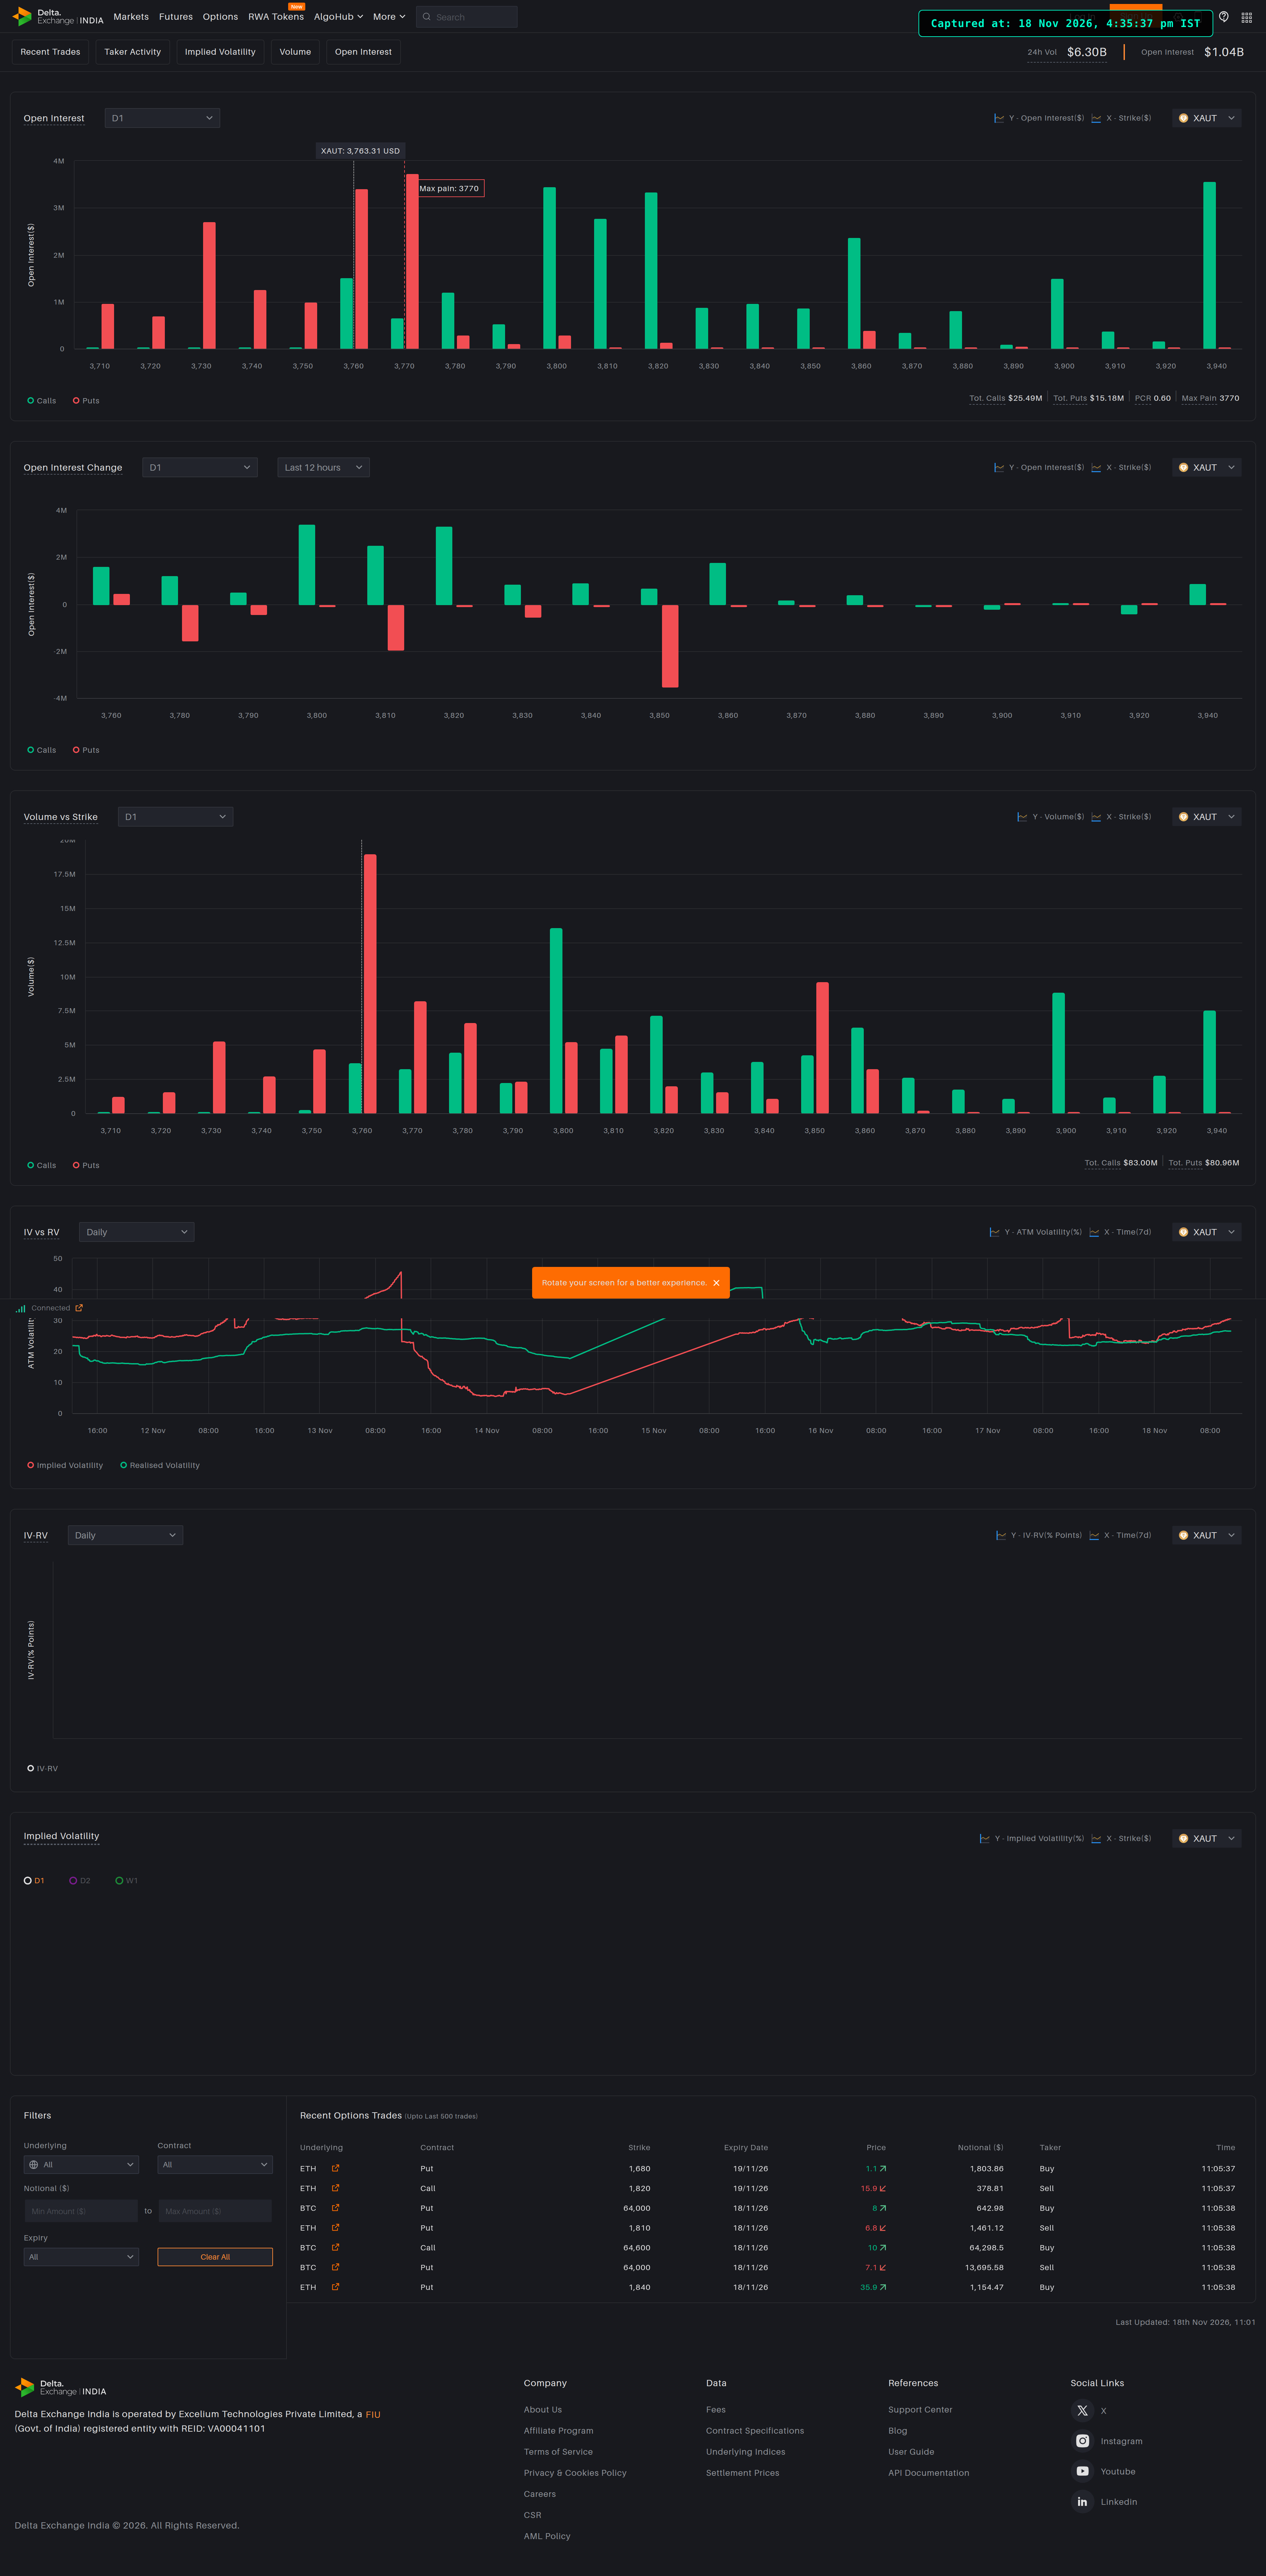 Delta.
Exchange | INDIA
Markets Futures Options RWA Tokens New AlgoHub More Search
Captured at: 18 Nov 2026, 4:35:37 pm IST
Recent Trades Taker Activity Implied Volatility Volume Open Interest
24h Vol $6.30B Open Interest $1.04B
Open Interest D1 Y - Open Interest($) X - Strike($) XAUT
XAUT: 3,763.31 USD
Max pain: 3770
4M
3M
2M
1M
0
Open Interest($)
3,710 3,720 3,730 3,740 3,750 3,760 3,770 3,780 3,790 3,800 3,810 3,820 3,830 3,840 3,850 3,860 3,870 3,880 3,890 3,900 3,910 3,920 3,940
Calls Puts
Tot. Calls $25.49M Tot. Puts $15.18M PCR 0.60 Max Pain 3770
Open Interest Change D1 Last 12 hours Y - Open Interest($) X - Strike($) XAUT
4M
2M
0
-2M
-4M
Open Interest($)
3,760 3,780 3,790 3,800 3,810 3,820 3,830 3,840 3,850 3,860 3,870 3,880 3,890 3,900 3,910 3,920 3,940
Calls Puts
Volume vs Strike D1 Y - Volume($) X - Strike($) XAUT
20M
17.5M
15M
12.5M
10M
7.5M
5M
2.5M
0
Volume($)
3,710 3,720 3,730 3,740 3,750 3,760 3,770 3,780 3,790 3,800 3,810 3,820 3,830 3,840 3,850 3,860 3,870 3,880 3,890 3,900 3,910 3,920 3,940
Calls Puts
Tot. Calls $83.00M Tot. Puts $80.96M
IV vs RV Daily Y - ATM Volatility(%) X - Time(7d) XAUT
50
40
Rotate your screen for a better experience.
Connected
30
20
10
0
16:00 12 Nov 08:00 16:00 13 Nov 08:00 16:00 14 Nov 08:00 16:00 15 Nov 08:00 16:00 16 Nov 08:00 16:00 17 Nov 08:00 16:00 18 Nov 08:00
Implied Volatility Realised Volatility
IV-RV Daily Y - IV-RV(% Points) X - Time(7d) XAUT
IV-RV(% Points)
IV-RV
Implied Volatility Y - Implied Volatility(%) X - Strike($) XAUT
D1 D2 W1
Filters
Underlying Contract
All All
Notional ($)
Min Amount ($) to Max Amount ($)
Expiry
All Clear All
Recent Options Trades (Upto Last 500 trades)
Underlying Contract Strike Expiry Date Price Notional ($) Taker Time
ETH Put 1,680 19/11/26 1.1 1,803.86 Buy 11:05:37
ETH Call 1,820 19/11/26 15.9 378.81 Sell 11:05:37
BTC Put 64,000 18/11/26 8 642.98 Buy 11:05:38
ETH Put 1,810 18/11/26 6.8 1,461.12 Sell 11:05:38
BTC Call 64,600 18/11/26 10 64,298.5 Buy 11:05:38
BTC Put 64,000 18/11/26 7.1 13,695.58 Sell 11:05:38
ETH Put 1,840 18/11/26 35.9 1,154.47 Buy 11:05:38
Last Updated: 18th Nov 2026, 11:01
Delta.
Exchange | INDIA
Delta Exchange India is operated by Excelium Technologies Private Limited, a FIU
(Govt. of India) registered entity with REID: VA00041101
Delta Exchange India © 2026. All Rights Reserved.
Company
About Us
Affiliate Program
Terms of Service
Privacy & Cookies Policy
Careers
CSR
AML Policy
Data
Fees
Contract Specifications
Underlying Indices
Settlement Prices
References
Support Center
Blog
User Guide
API Documentation
Social Links
X
Instagram
Youtube
Linkedin